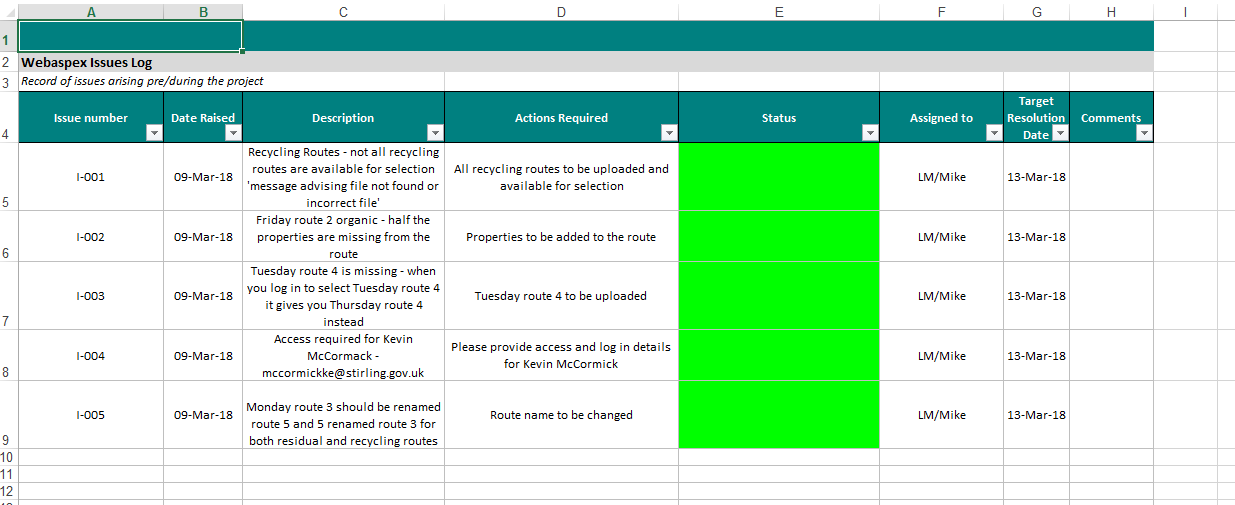 A B C D E F G H I
1
2 Webaspex Issues Log
3 Record of issues arising pre/during the project
4 Issue number Date Raised Description Actions Required Status Assigned to Target Resolution Date Comments
5 I-001 09-Mar-18 Recycling Routes - not all recycling routes are available for selection 'message advising file not found or incorrect file' All recycling routes to be uploaded and available for selection LM/Mike 13-Mar-18
6 I-002 09-Mar-18 Friday route 2 organic - half the properties are missing from the route Properties to be added to the route LM/Mike 13-Mar-18
7 I-003 09-Mar-18 Tuesday route 4 is missing - when you log in to select Tuesday route 4 it gives you Thursday route 4 instead Tuesday route 4 to be uploaded LM/Mike 13-Mar-18
8 I-004 09-Mar-18 Access required for Kevin McCormack - mccormickke@stirling.gov.uk Please provide access and log in details for Kevin McCormick LM/Mike 13-Mar-18
9 I-005 09-Mar-18 Monday route 3 should be renamed route 5 and 5 renamed route 3 for both residual and recycling routes Route name to be changed LM/Mike 13-Mar-18
10
11
12